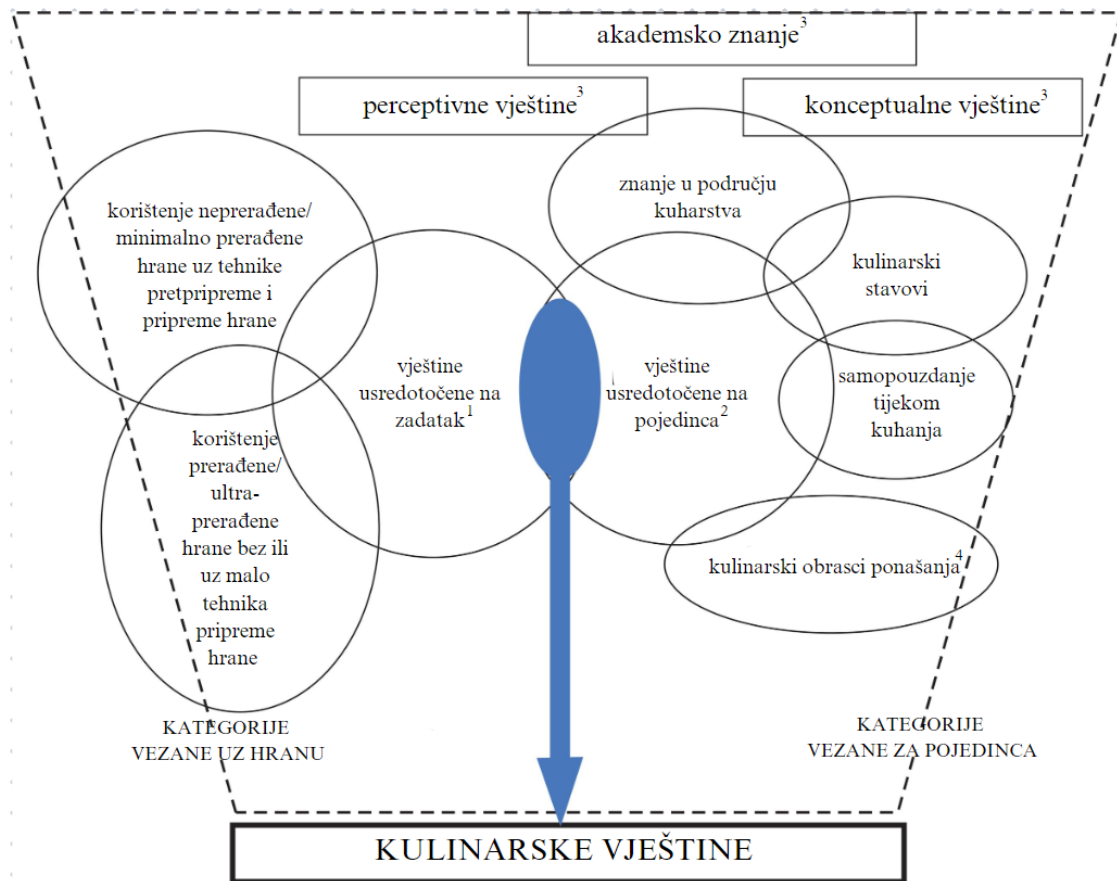 akademsko znanje3
perceptivne vještine3
konceptualne vještine3
korištenje neprerađene/
minimalno prerađene
hrane uz tehnike
pretpripreme i
pripreme hrane
znanje u području
kuharstva
kulinarski
stavovi
vještine
usredotočene na
zadatak1
vještine
usredotočene na
pojedinca2
samopouzdanje
tijekom
kuhanja
korištenje
prerađene/
ultra-
prerađene
hrane bez ili
uz malo
tehnika
pripreme
hrane
kulinarski obrasci ponašanja4
KATEGORIJE
VEZANE UZ HRANU
KATEGORIJE
VEZANE ZA POJEDINCA
KULINARSKE VJEŠTINE